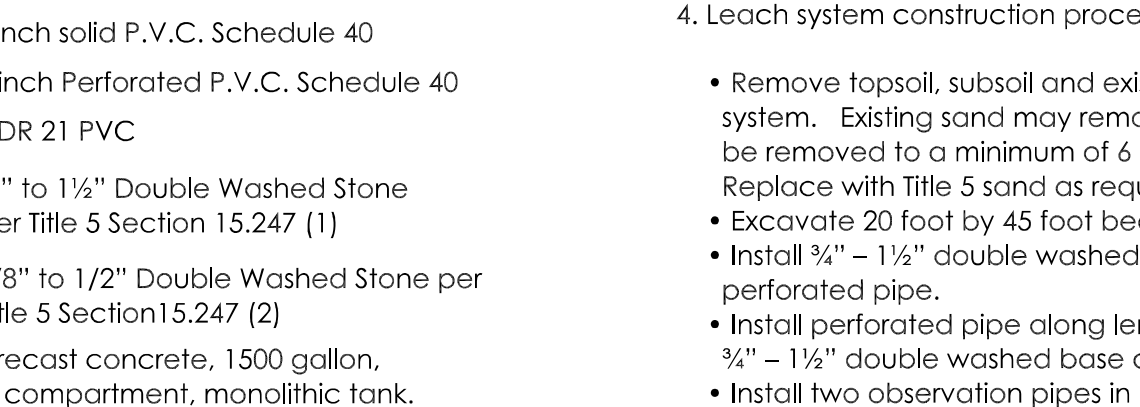 nch solid P.V.C. Schedule 40
inch Perforated P.V.C. Schedule 40
DR 21 PVC
" to 1½" Double Washed Stone
er Title 5 Section 15.247 (1)
/8" to 1/2" Double Washed Stone per
tle 5 Section15.247 (2)
recast concrete, 1500 gallon,
compartment, monolithic tank.
4. Leach system construction proce
• Remove topsoil, subsoil and exi
system.   Existing sand may rem
be removed to a minimum of 6
Replace with Title 5 sand as requ
• Excavate 20 foot by 45 foot be
• Install ¾" – 1½" double washed
perforated pipe.
• Install perforated pipe along le
¾" – 1½" double washed base
• Install two observation pipes in